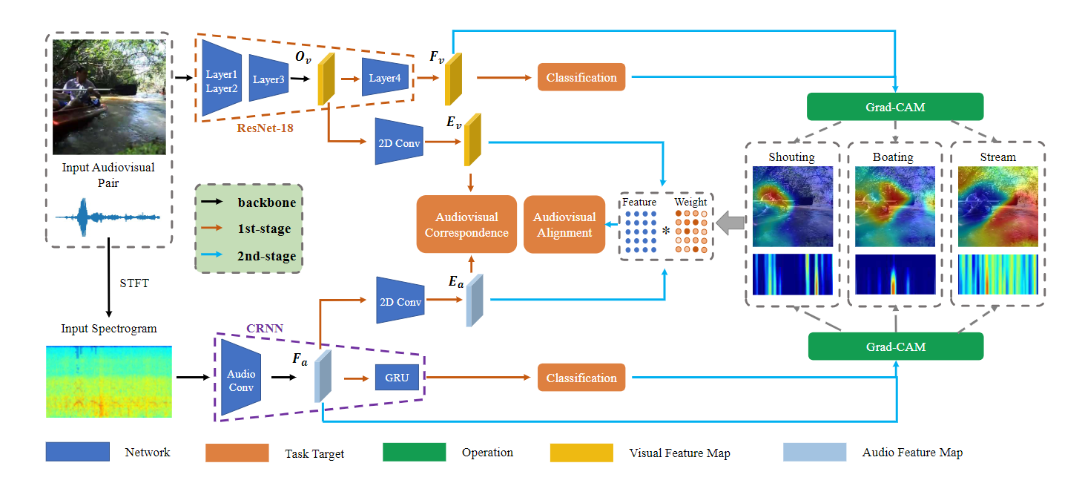 Input Audiovisual
Pair
STFT
Input Spectrogram
Layer1
Layer2
Layer3
O_v
Layer4
ResNet-18
F_v
Classification
2D Conv
E_v
backbone
1st-stage
2nd-stage
Audiovisual
Correspondence
Audiovisual
Alignment
Feature
Weight
*
2D Conv
E_a
CRNN
Audio
Conv
F_a
GRU
Classification
Grad-CAM
Shouting
Boating
Stream
Grad-CAM
Network
Task Target
Operation
Visual Feature Map
Audio Feature Map